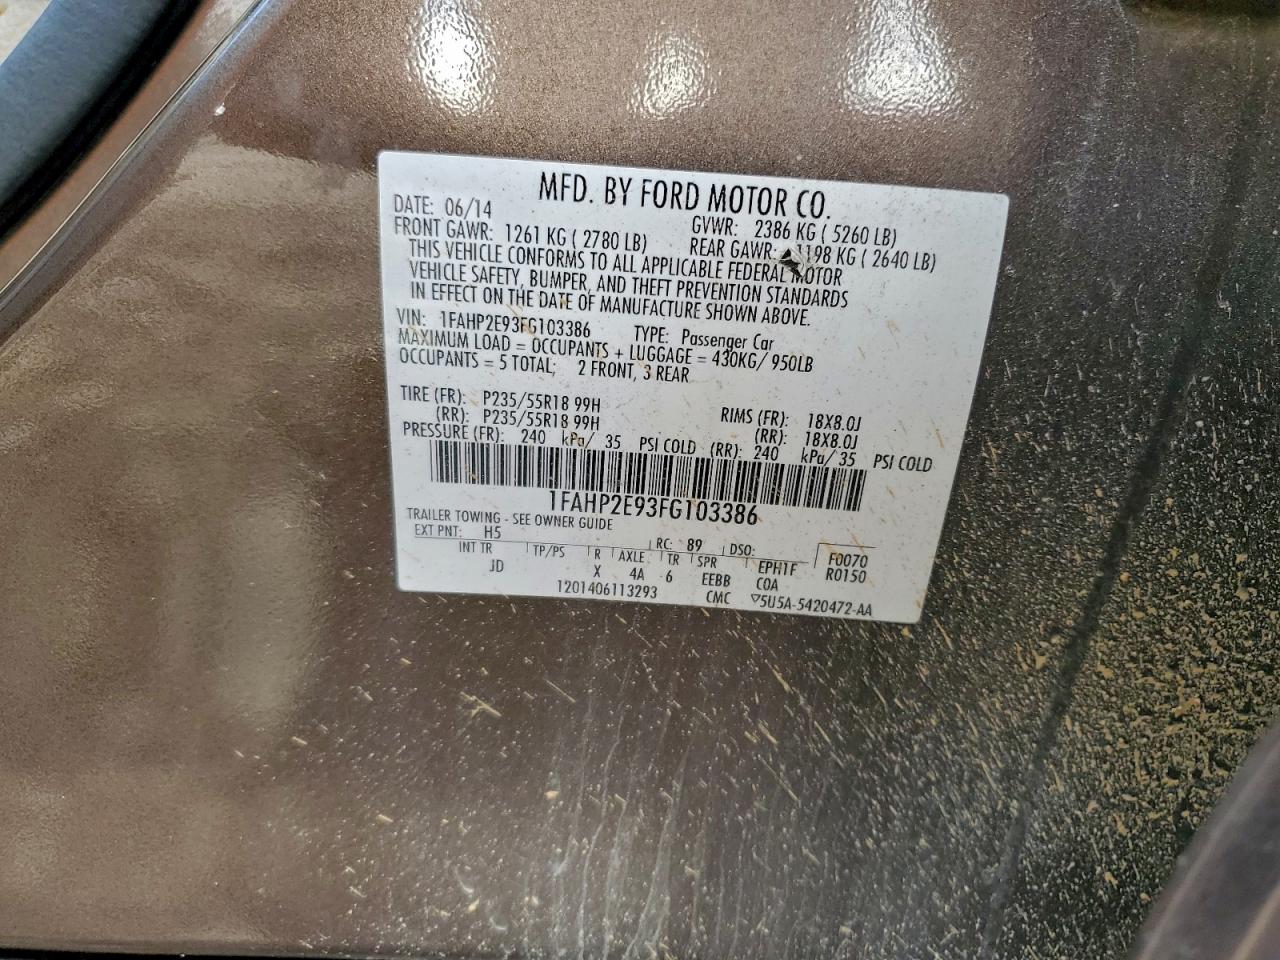 MFD. BY FORD MOTOR CO.
DATE: 06/14 GVWR: 2386 KG ( 5260 LB)
FRONT GAWR: 1261 KG ( 2780 LB) REAR GAWR: 1198 KG ( 2640 LB)
THIS VEHICLE CONFORMS TO ALL APPLICABLE FEDERAL MOTOR
VEHICLE SAFETY, BUMPER, AND THEFT PREVENTION STANDARDS
IN EFFECT ON THE DATE OF MANUFACTURE SHOWN ABOVE.
VIN: 1FAHP2E93FG103386 TYPE: Passenger Car
MAXIMUM LOAD = OCCUPANTS + LUGGAGE = 430KG/ 950LB
OCCUPANTS = 5 TOTAL; 2 FRONT, 3 REAR
TIRE (FR): P235/55R18 99H RIMS (FR): 18X8.0J
(RR): P235/55R18 99H (RR): 18X8.0J
PRESSURE (FR): 240 kPa/ 35 PSI COLD (RR): 240 kPa/ 35 PSI COLD
1FAHP2E93FG103386
TRAILER TOWING - SEE OWNER GUIDE
EXT PNT: H5 RC: 89 DSO: F0070
INT TR TP/PS R AXLE TR SPR EPH1F R0150
JD X 4A 6 EEBB C0A
1201406113293 CMC ▽5U5A-5420472-AA